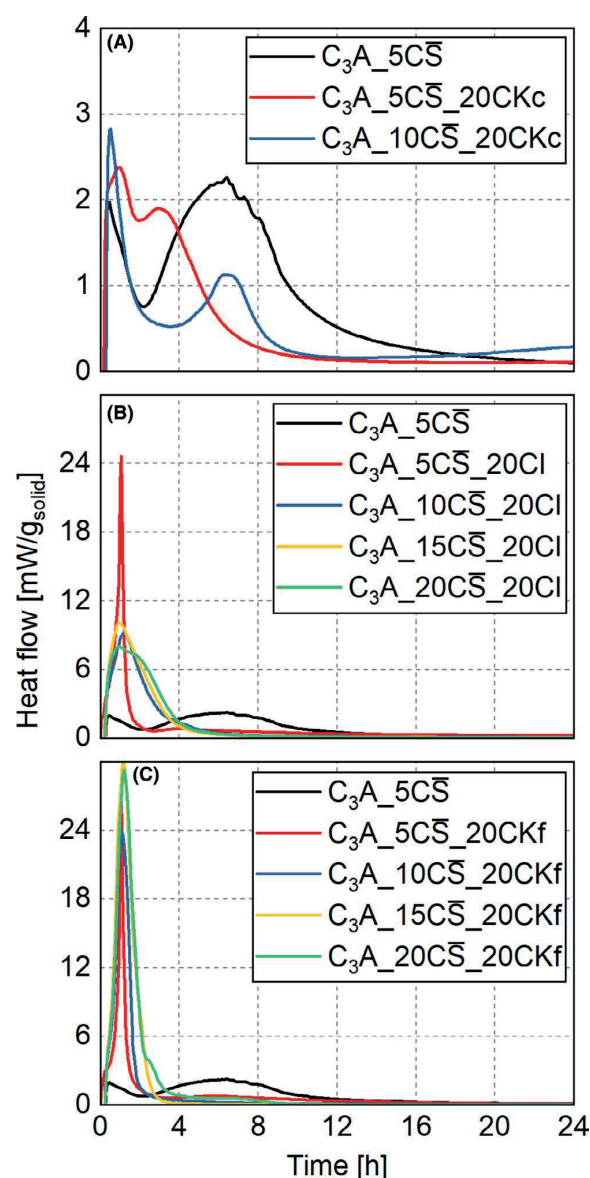 (A)
C₃A_5CS̅
C₃A_5CS̅_20CKc
C₃A_10CS̅_20CKc
4
3
2
1
0
(B)
C₃A_5CS̅
C₃A_5CS̅_20Cl
C₃A_10CS̅_20Cl
C₃A_15CS̅_20Cl
C₃A_20CS̅_20Cl
24
18
12
6
0
Heat flow [mW/g_solid]
(C)
C₃A_5CS̅
C₃A_5CS̅_20CKf
C₃A_10CS̅_20CKf
C₃A_15CS̅_20CKf
C₃A_20CS̅_20CKf
24
18
12
6
0
0 4 8 12 16 20 24
Time [h]